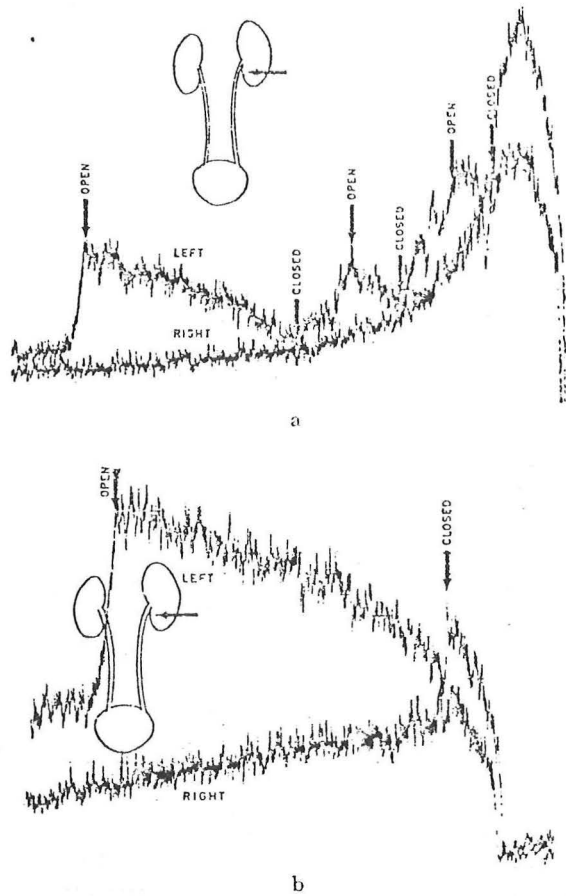 OPEN
LEFT
CLOSED
RIGHT
OPEN
CLOSED
OPEN
CLOSED
a
OPEN
LEFT
CLOSED
RIGHT
b